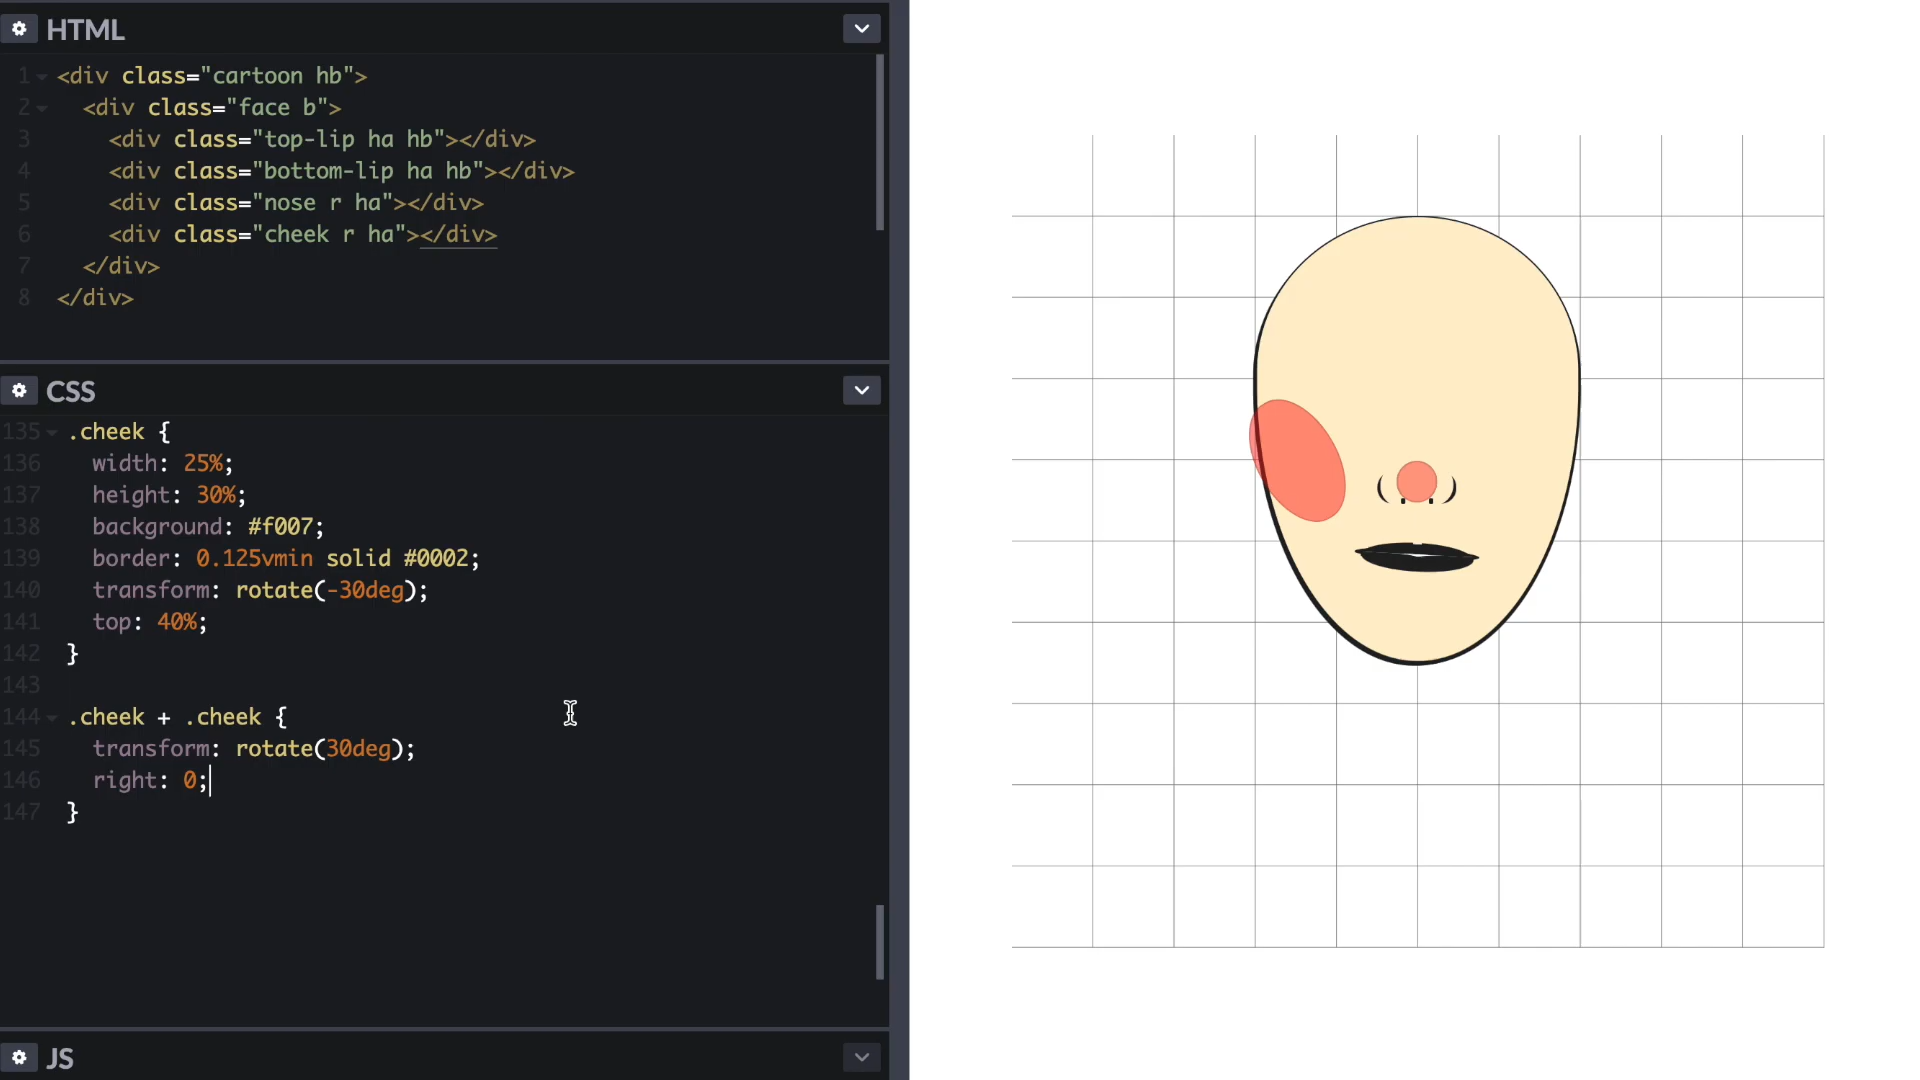 HTML
1 <div class="cartoon hb">
2 <div class="face b">
3 <div class="top-lip ha hb"></div>
4 <div class="bottom-lip ha hb"></div>
5 <div class="nose r ha"></div>
6 <div class="cheek r ha"></div>
7 </div>
8 </div>
CSS
135 .cheek {
136 width: 25%;
137 height: 30%;
138 background: #f007;
139 border: 0.125vmin solid #0002;
140 transform: rotate(-30deg);
141 top: 40%;
142 }
143
144 .cheek + .cheek {
145 transform: rotate(30deg);
146 right: 0;
147 }
JS